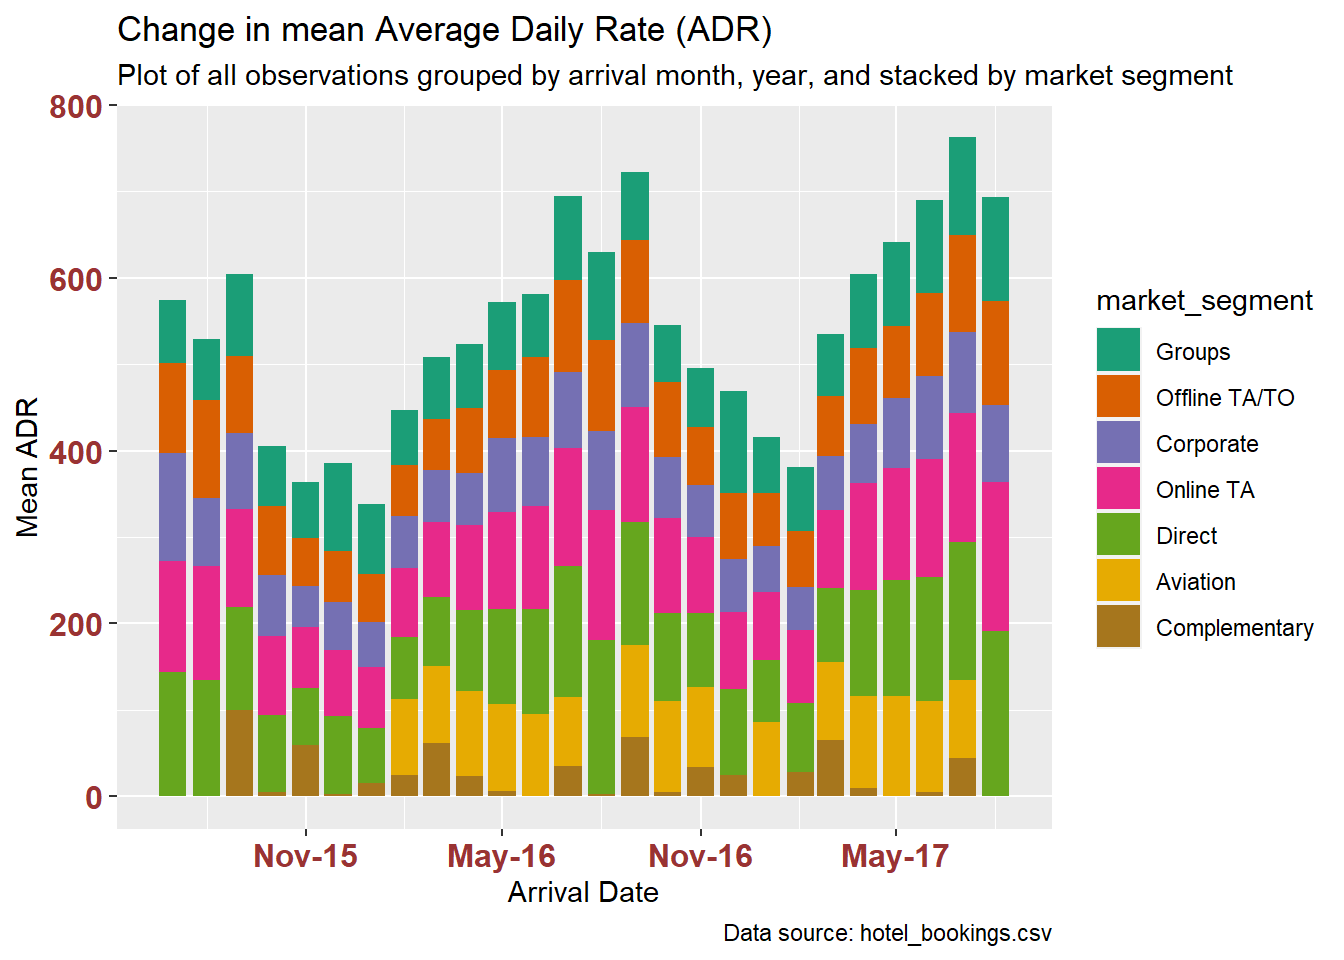 Change in mean Average Daily Rate (ADR)
Plot of all observations grouped by arrival month, year, and stacked by market segment
800
600
400
200
0
Mean ADR
Nov-15
May-16
Nov-16
May-17
Arrival Date
market_segment
Groups
Offline TA/TO
Corporate
Online TA
Direct
Aviation
Complementary
Data source: hotel_bookings.csv